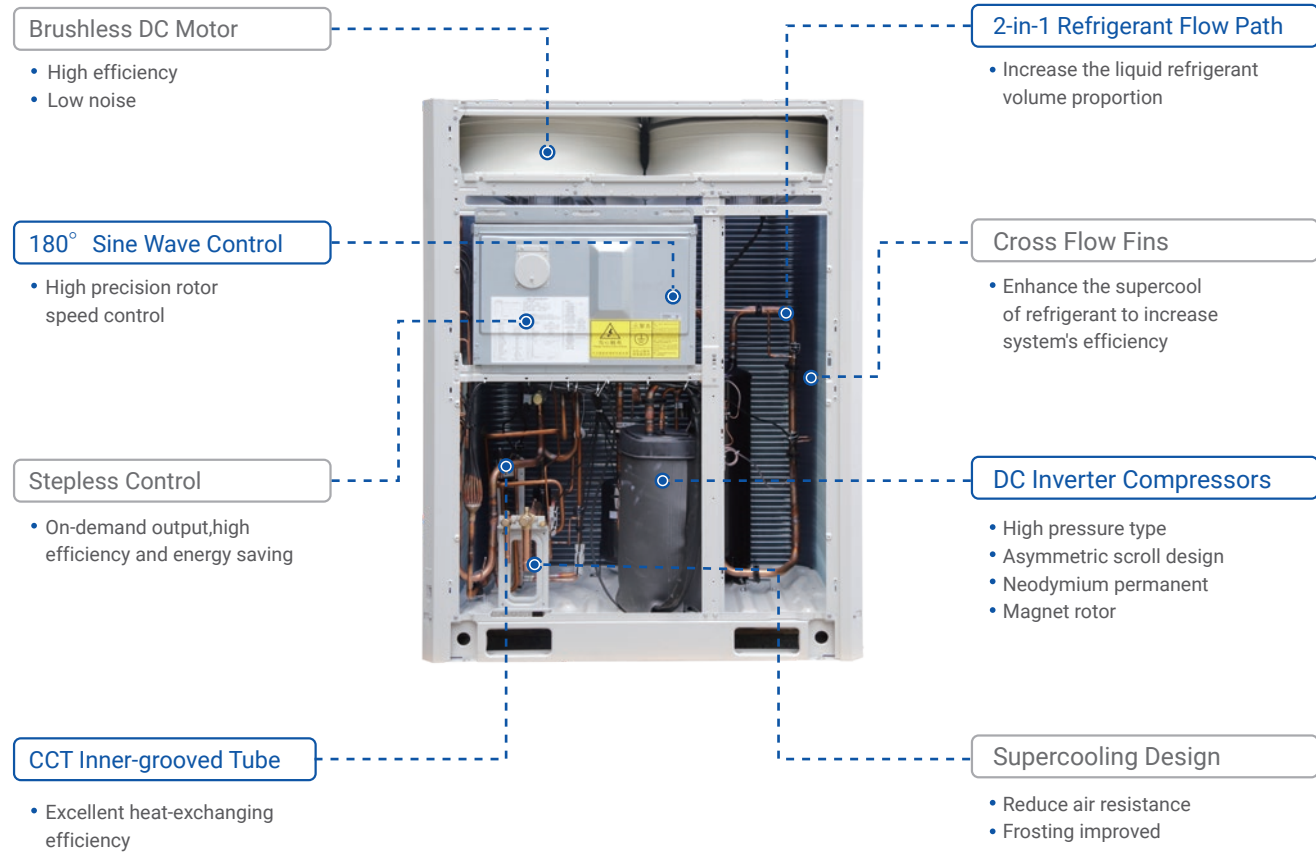 Brushless DC Motor
• High efficiency
• Low noise
180° Sine Wave Control
• High precision rotor
speed control
Stepless Control
• On-demand output,high
efficiency and energy saving
CCT Inner-grooved Tube
• Excellent heat-exchanging
efficiency
2-in-1 Refrigerant Flow Path
• Increase the liquid refrigerant
volume proportion
Cross Flow Fins
• Enhance the supercool
of refrigerant to increase
system's efficiency
DC Inverter Compressors
• High pressure type
• Asymmetric scroll design
• Neodymium permanent
• Magnet rotor
Supercooling Design
• Reduce air resistance
• Frosting improved